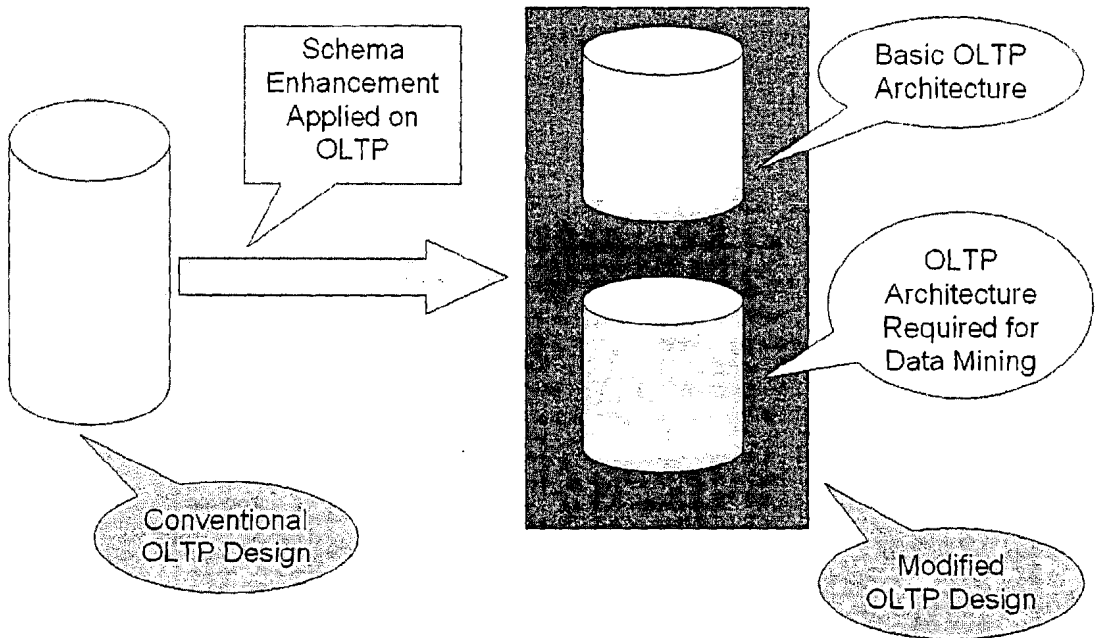 Schema
Enhancement
Applied on
OLTP
Basic OLTP
Architecture
OLTP
Architecture
Required for
Data Mining
Conventional
OLTP Design
Modified
OLTP Design